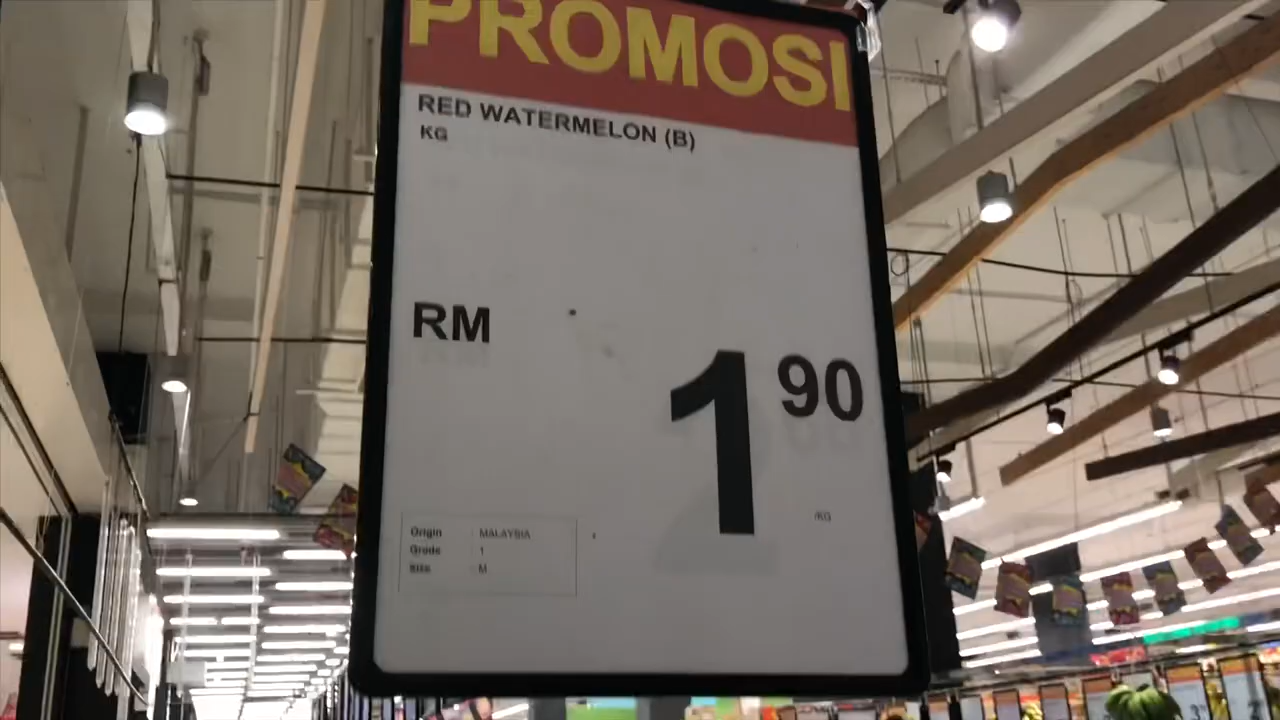 PROMOSI
RED WATERMELON (B)
KG
RM 1 90
/KG
Origin : MALAYSIA
Grade : 1
Size : M